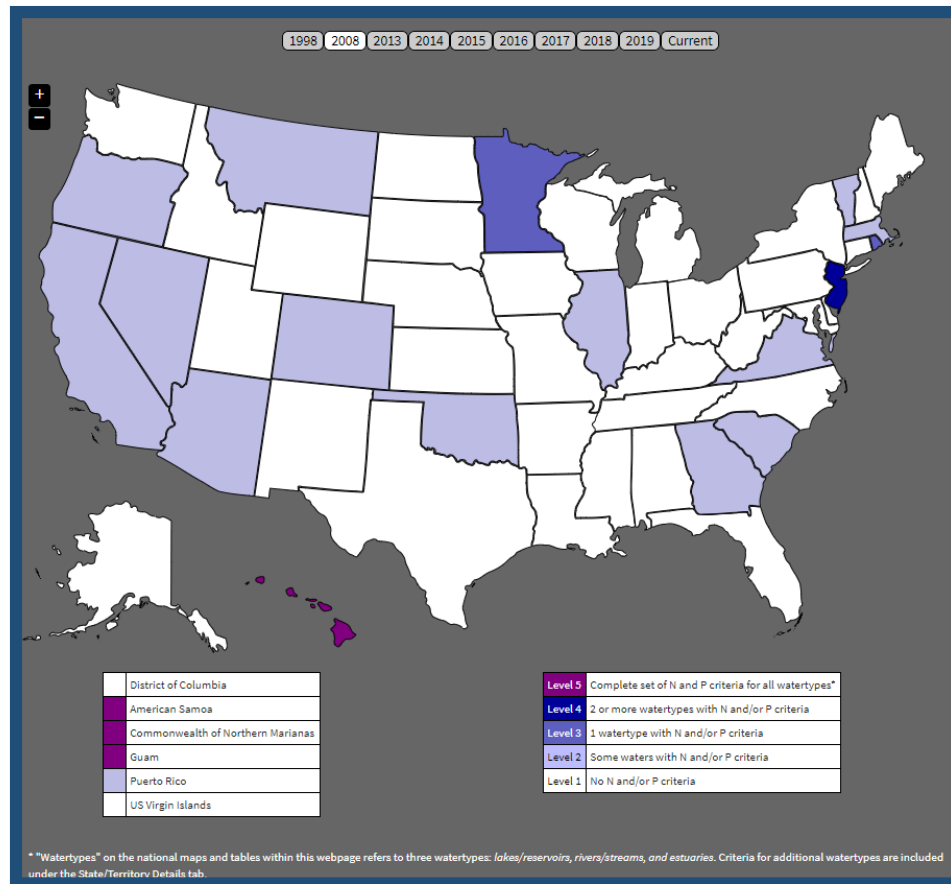 1998 2008 2013 2014 2015 2016 2017 2018 2019 Current
+
−
District of Columbia
American Samoa
Commonwealth of Northern Marianas
Guam
Puerto Rico
US Virgin Islands
Level 5 Complete set of N and P criteria for all watertypes*
Level 4 2 or more watertypes with N and/or P criteria
Level 3 1 watertype with N and/or P criteria
Level 2 Some waters with N and/or P criteria
Level 1 No N and/or P criteria
* "Watertypes" on the national maps and tables within this webpage refers to three watertypes: lakes/reservoirs, rivers/streams, and estuaries. Criteria for additional watertypes are included
under the State/Territory Details tab.